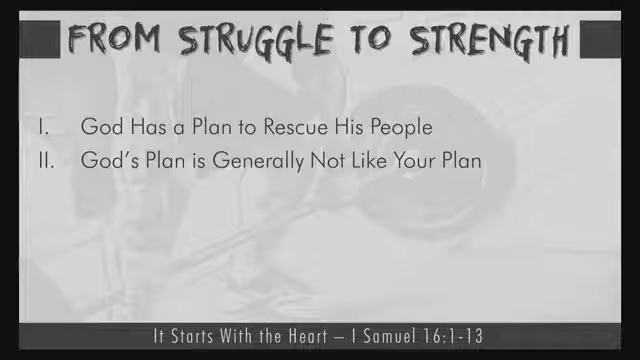 FROM STRUGGLE TO STRENGTH
I. God Has a Plan to Rescue His People
II. God's Plan is Generally Not Like Your Plan
It Starts With the Heart – I Samuel 16:1-13